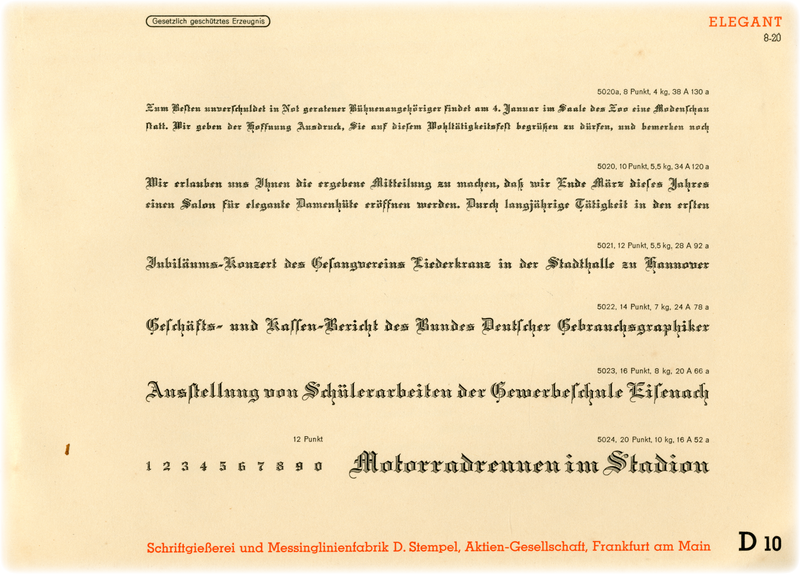 Gesetzlich geschütztes Erzeugnis
ELEGANT
8-20
5020a, 8 Punkt, 4 kg, 38 A 130 a
Zum Beſten unverſchuldet in Not geratener Bühnenangehöriger findet am 4. Januar im Saale des Zoo eine Modenſchau
ſtatt. Wir geben der Hoffnung Ausdruck, Sie auf dieſem Wohltätigkeitsfeſt begrüßen zu dürfen, und bemerken noch
5020, 10 Punkt, 5,5 kg, 34 A 120 a
Wir erlauben uns Ihnen die ergebene Mitteilung zu machen, daß wir Ende März dieſes Jahres
einen Salon für elegante Damenhüte eröffnen werden. Durch langjährige Tätigkeit in den erſten
5021, 12 Punkt, 5,5 kg, 28 A 92 a
Jubiläums-Konzert des Geſangvereins Liederkranz in der Stadthalle zu Hannover
5022, 14 Punkt, 7 kg, 24 A 78 a
Geſchäfts- und Kaſſen-Bericht des Bundes Deutſcher Gebrauchsgraphiker
5023, 16 Punkt, 8 kg, 20 A 66 a
Ausſtellung von Schülerarbeiten der Gewerbeſchule Eiſenach
12 Punkt
5024, 20 Punkt, 10 kg, 16 A 52 a
1 2 3 4 5 6 7 8 9 0 Motorradrennen im Stadion
Schriftgießerei und Messinglinienfabrik D. Stempel, Aktien-Gesellschaft, Frankfurt am Main
D 10